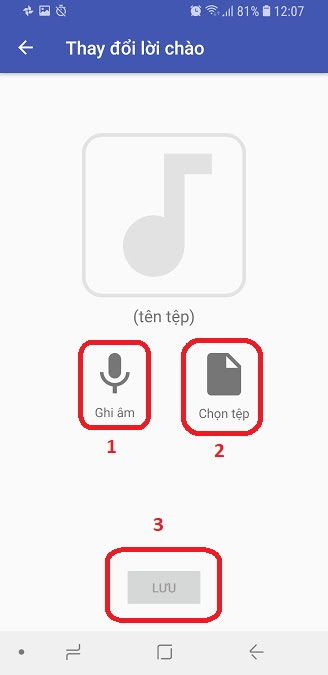 81% 12:07
Thay đổi lời chào
(tên tệp)
Ghi âm
Chọn tệp
1
2
3
LƯU